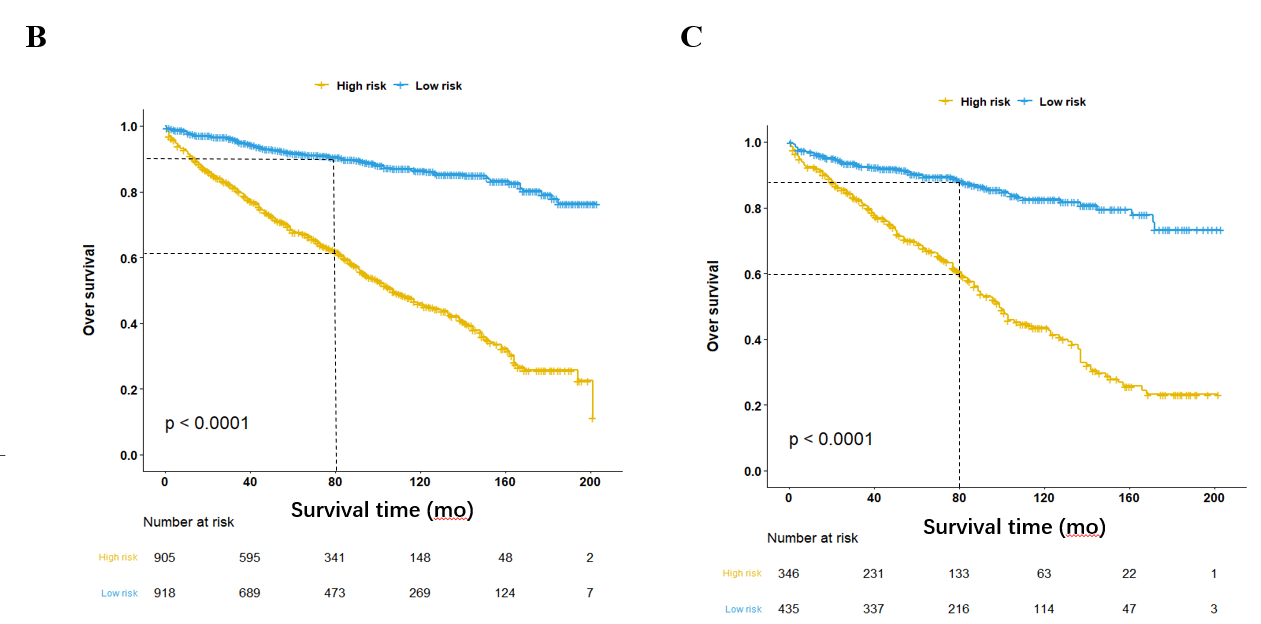 B
High risk Low risk
Over survival
1.0
0.8
0.6
0.4
0.2
0.0
p < 0.0001
0 40 80 120 160 200
Survival time (mo)
Number at risk
High risk 905 595 341 148 48 2
Low risk 918 689 473 269 124 7
C
High risk Low risk
Over survival
1.0
0.8
0.6
0.4
0.2
0.0
p < 0.0001
0 40 80 120 160 200
Survival time (mo)
Number at risk
High risk 346 231 133 63 22 1
Low risk 435 337 216 114 47 3